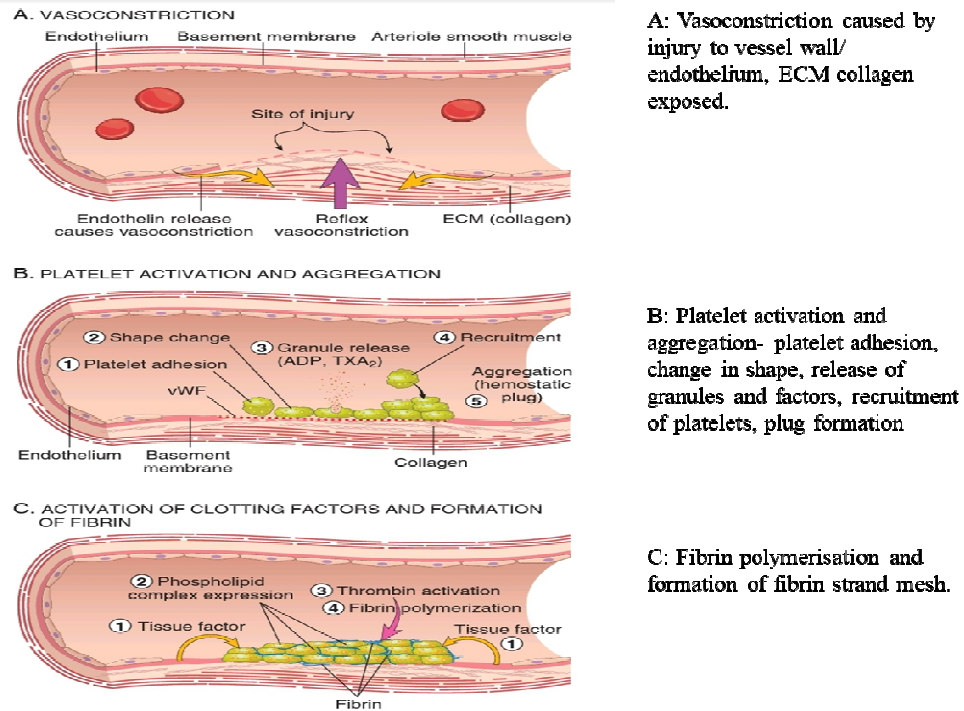 A. VASOCONSTRICTION
Endothelium Basement membrane Arteriole smooth muscle
Site of injury
Endothelin release
causes vasoconstriction
Reflex
vasoconstriction
ECM (collagen)
A: Vasoconstriction caused by
injury to vessel wall/
endothelium, ECM collagen
exposed.
B. PLATELET ACTIVATION AND AGGREGATION
2 Shape change
1 Platelet adhesion
vWF
3 Granule release
(ADP, TXA₂)
4 Recruitment
Aggregation
(hemostatic
5 plug)
Endothelium
Basement
membrane
Collagen
B: Platelet activation and
aggregation- platelet adhesion,
change in shape, release of
granules and factors, recruitment
of platelets, plug formation
C. ACTIVATION OF CLOTTING FACTORS AND FORMATION
OF FIBRIN
2 Phospholipid
complex expression
3 Thrombin activation
4 Fibrin polymerization
1 Tissue factor
Tissue factor
1
Fibrin
C: Fibrin polymerisation and
formation of fibrin strand mesh.